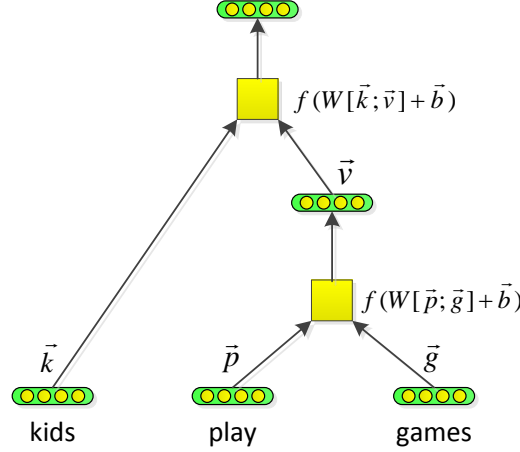 f(W[k⃗;v⃗]+b⃗)
v⃗
f(W[p⃗;g⃗]+b⃗)
k⃗ p⃗ g⃗
kids play games